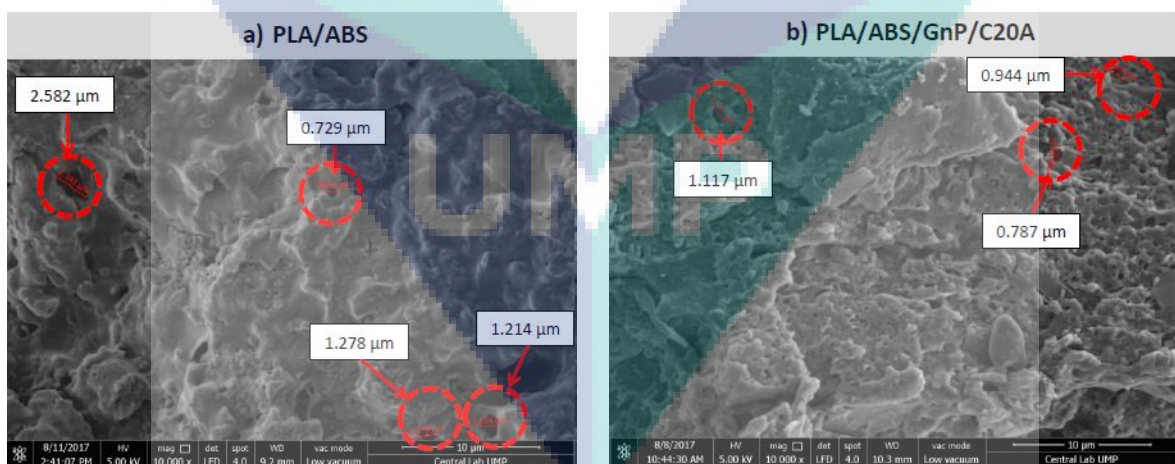 a) PLA/ABS
2.582 µm
0.729 µm
1.278 µm
1.214 µm
8/11/2017 HV mag det spot WD vac mode 10 µm
2:41:07 PM 5.00 kV 10 000 x LFD 4.0 9.2 mm Low vacuum Central Lab UMP
b) PLA/ABS/GnP/C20A
0.944 µm
1.117 µm
0.787 µm
8/8/2017 HV mag det spot WD vac mode 10 µm
10:44:30 AM 5.00 kV 10 000 x LFD 4.0 10.3 mm Low vacuum Central Lab UMP
UMP